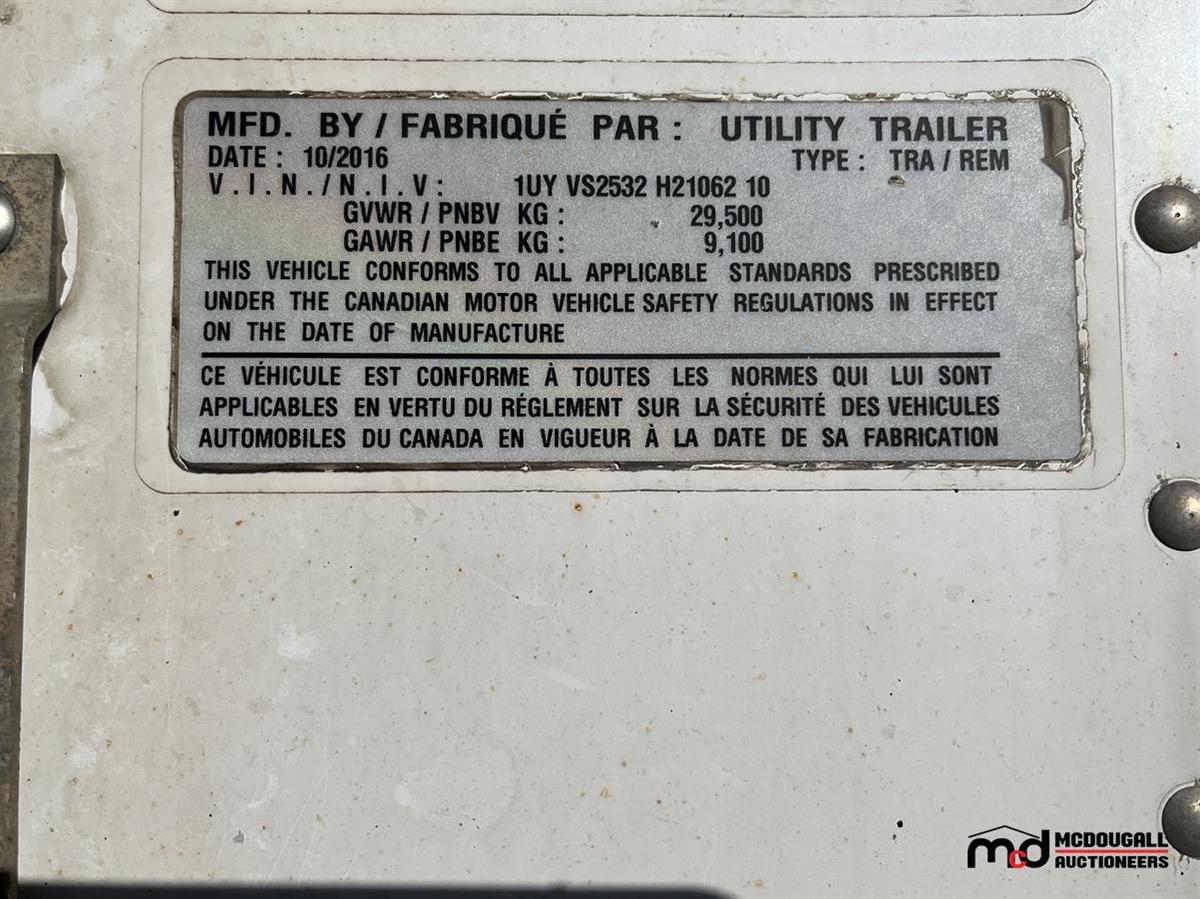 MFD. BY / FABRIQUÉ PAR : UTILITY TRAILER
DATE : 10/2016 TYPE : TRA / REM
V.I.N./N.I.V: 1UY VS2532 H21062 10
GVWR / PNBV KG : 29,500
GAWR / PNBE KG : 9,100
THIS VEHICLE CONFORMS TO ALL APPLICABLE STANDARDS PRESCRIBED
UNDER THE CANADIAN MOTOR VEHICLE SAFETY REGULATIONS IN EFFECT
ON THE DATE OF MANUFACTURE
CE VÉHICULE EST CONFORME À TOUTES LES NORMES QUI LUI SONT
APPLICABLES EN VERTU DU RÉGLEMENT SUR LA SÉCURITÉ DES VEHICULES
AUTOMOBILES DU CANADA EN VIGUEUR À LA DATE DE SA FABRICATION
mcd MCDOUGALL
AUCTIONEERS